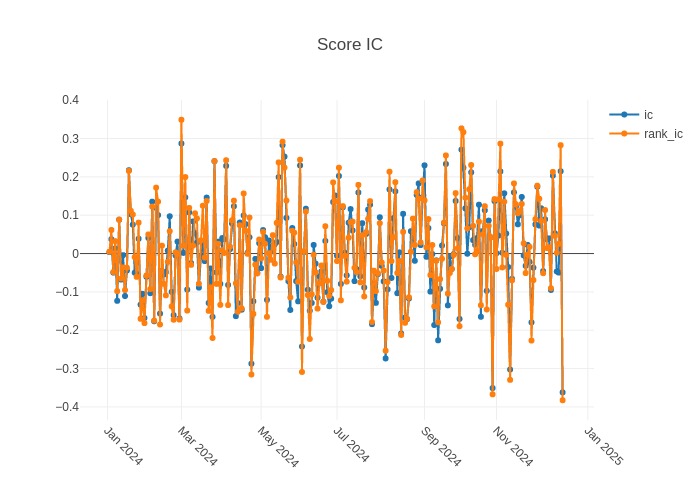 Score IC
0.4
0.3
0.2
0.1
0
−0.1
−0.2
−0.3
−0.4
Jan 2024
Mar 2024
May 2024
Jul 2024
Sep 2024
Nov 2024
Jan 2025
ic
rank_ic